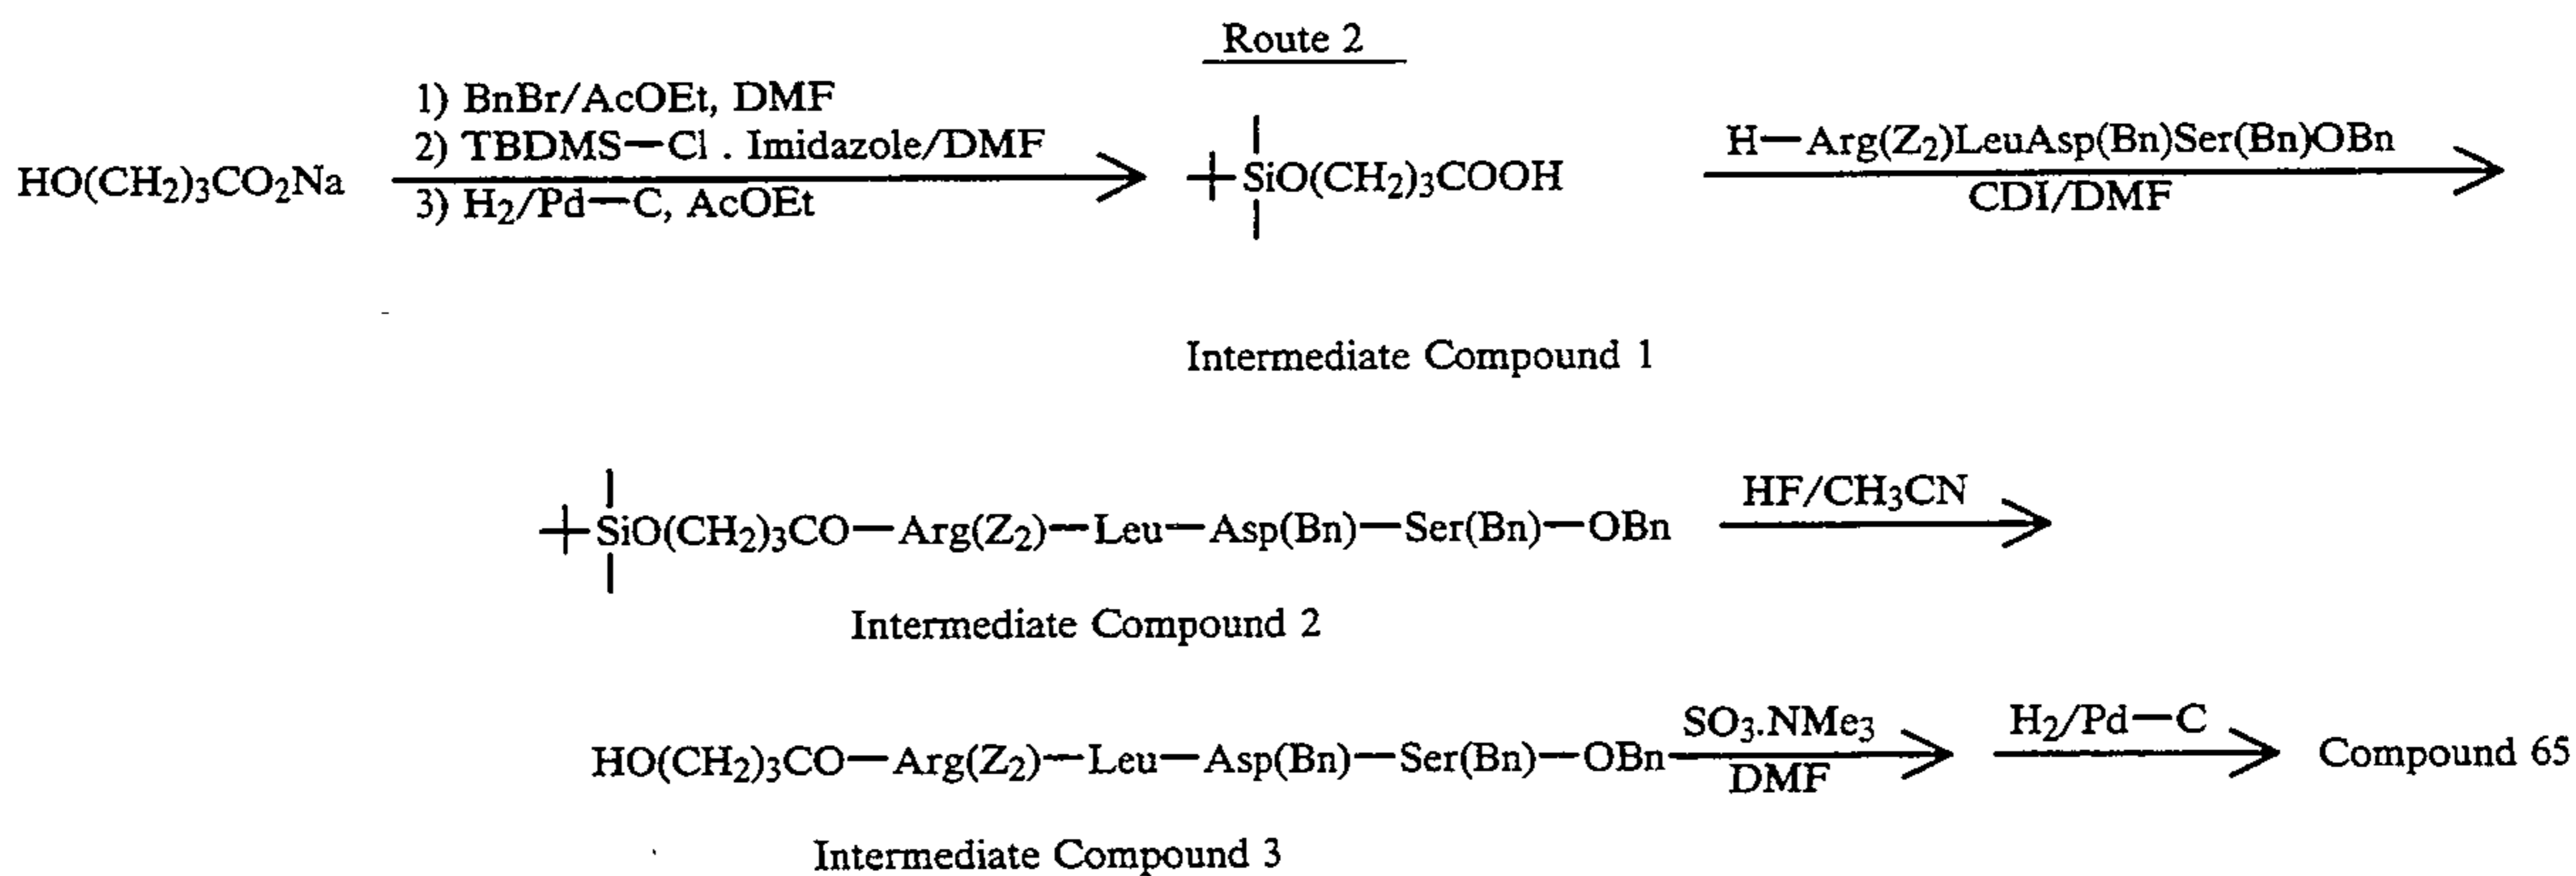 Route 2
1) BnBr/AcOEt, DMF
2) TBDMS—Cl . Imidazole/DMF
3) H₂/Pd—C, AcOEt
HO(CH₂)₃CO₂Na
SiO(CH₂)₃COOH
H—Arg(Z₂)LeuAsp(Bn)Ser(Bn)OBn
CDI/DMF
Intermediate Compound 1
SiO(CH₂)₃CO—Arg(Z₂)—Leu—Asp(Bn)—Ser(Bn)—OBn
HF/CH₃CN
Intermediate Compound 2
HO(CH₂)₃CO—Arg(Z₂)—Leu—Asp(Bn)—Ser(Bn)—OBn
SO₃.NMe₃
DMF
H₂/Pd—C
Compound 65
Intermediate Compound 3